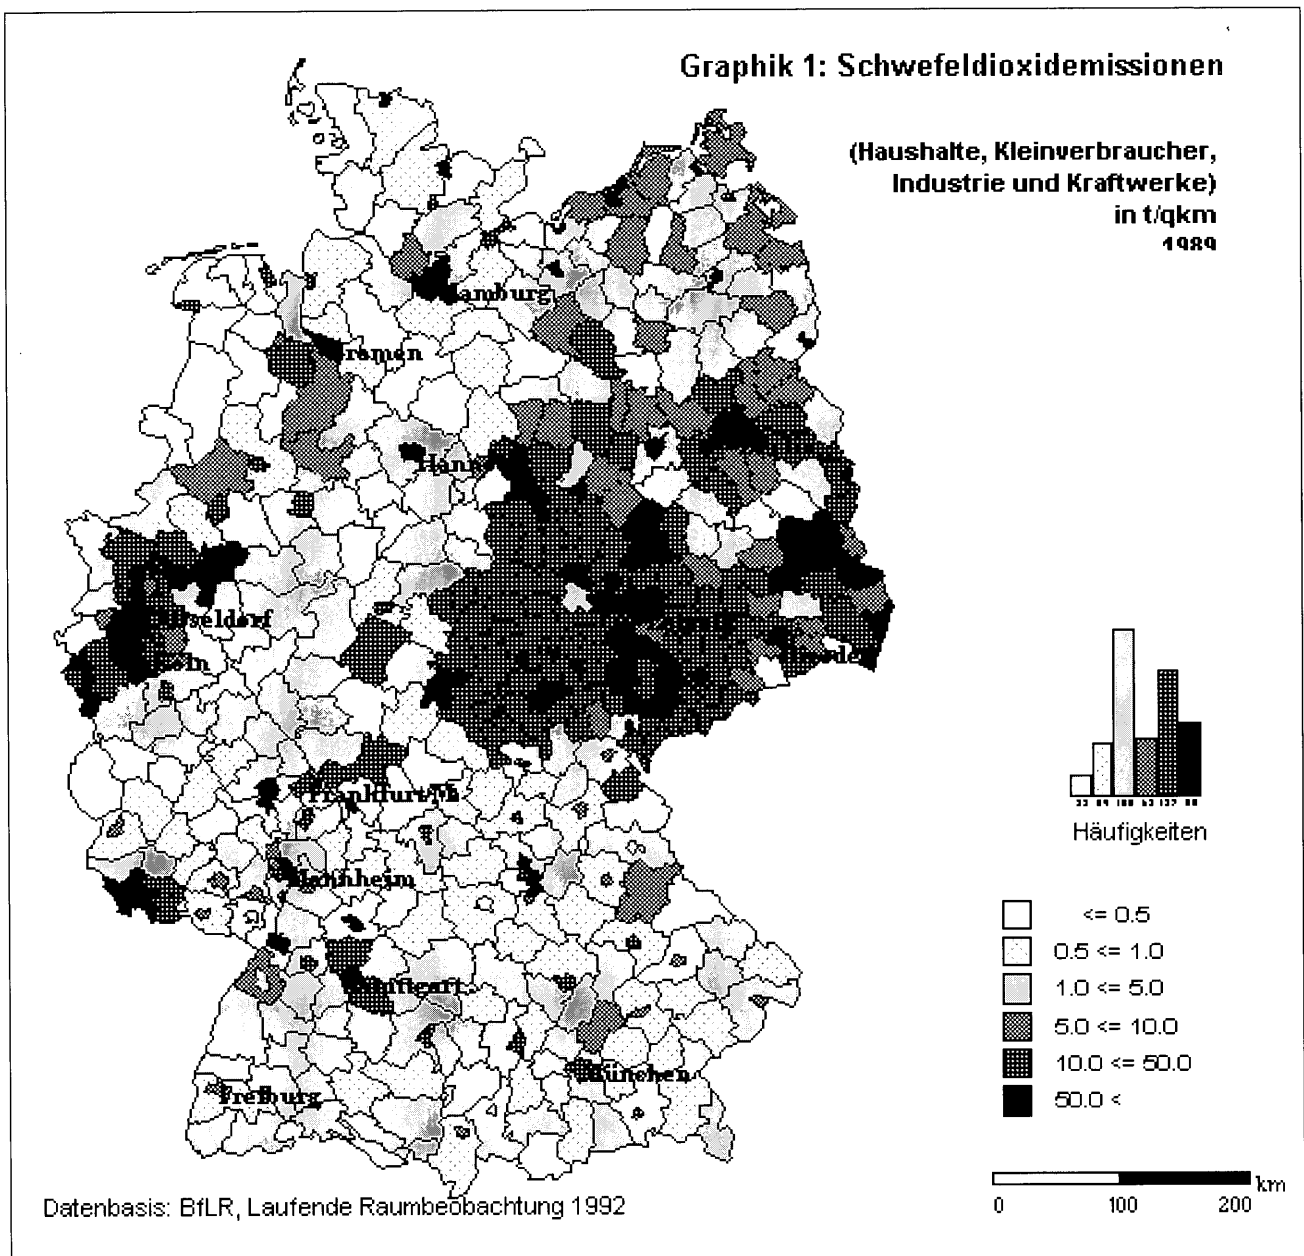 Graphik 1: Schwefeldioxidemissionen
(Haushalte, Kleinverbraucher,
Industrie und Kraftwerke)
in t/qkm
1989
Hamburg
Bremen
Düsseldorf
Köln
Frankfurt/M.
Mannheim
Stuttgart
München
Freiburg
Häufigkeiten
<= 0.5
0.5 <= 1.0
1.0 <= 5.0
5.0 <= 10.0
10.0 <= 50.0
50.0 <
km
0 100 200
Datenbasis: BfLR, Laufende Raumbeobachtung 1992